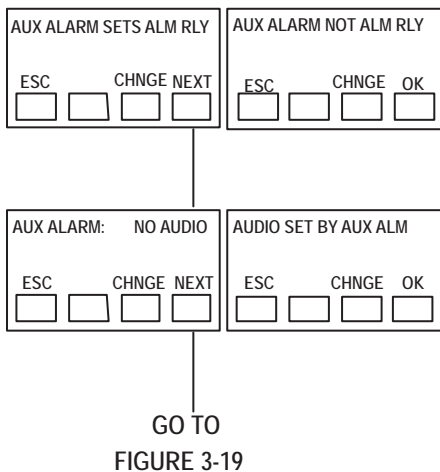 AUX ALARM SETS ALM RLY
ESC CHNGE NEXT
AUX ALARM NOT ALM RLY
ESC CHNGE OK
AUX ALARM: NO AUDIO
ESC CHNGE NEXT
AUDIO SET BY AUX ALM
ESC CHNGE OK
GO TO
FIGURE 3-19